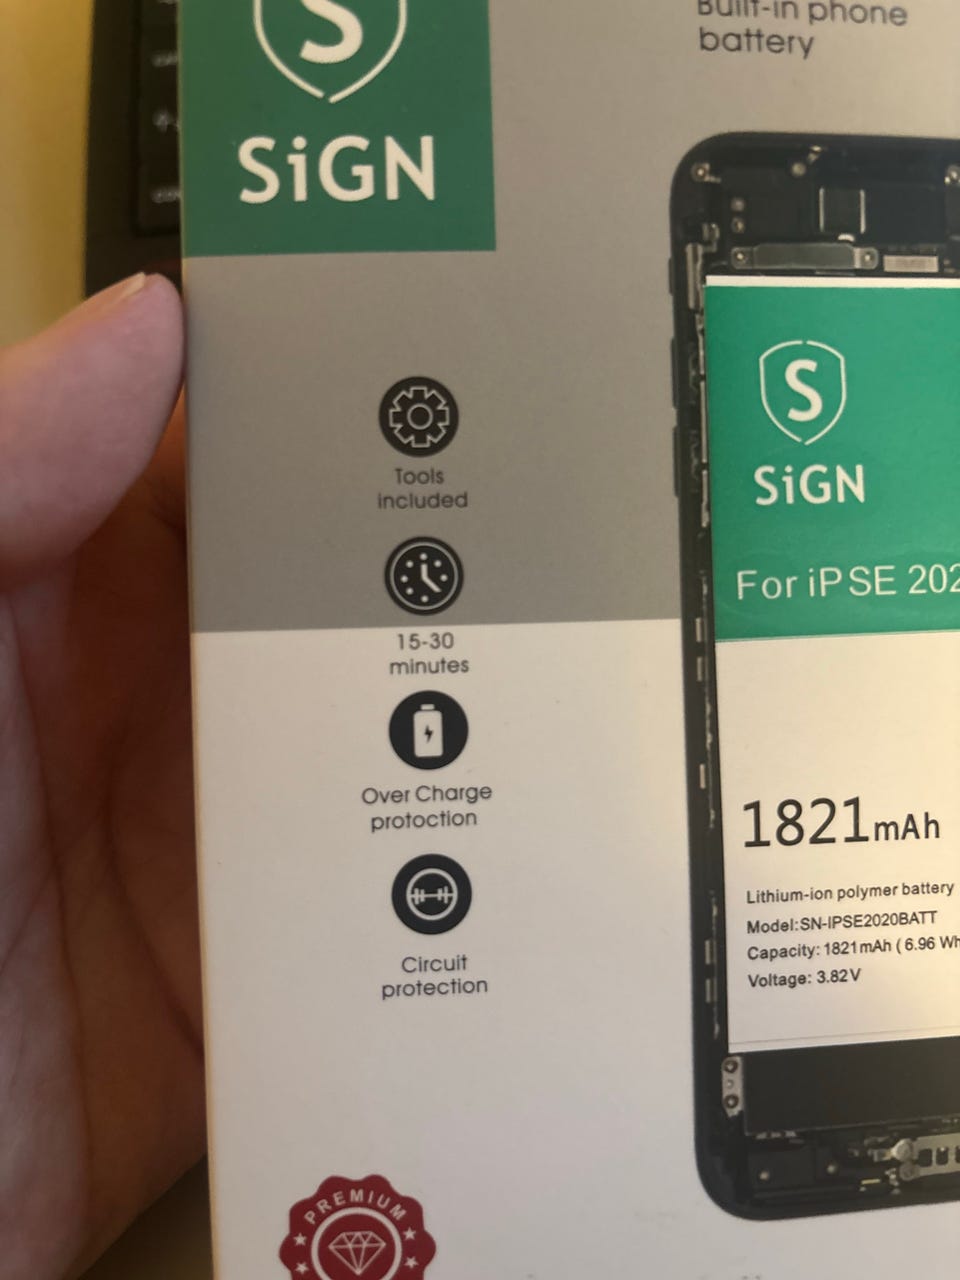 Built-in phone
battery
S
SiGN
Tools
included
15-30
minutes
Over Charge
protoction
Circuit
protection
PREMIUM
S
SiGN
For iPSE 202
1821mAh
Lithium-ion polymer battery
Model:SN-IPSE2020BATT
Capacity: 1821mAh ( 6.96 Wh
Voltage: 3.82V